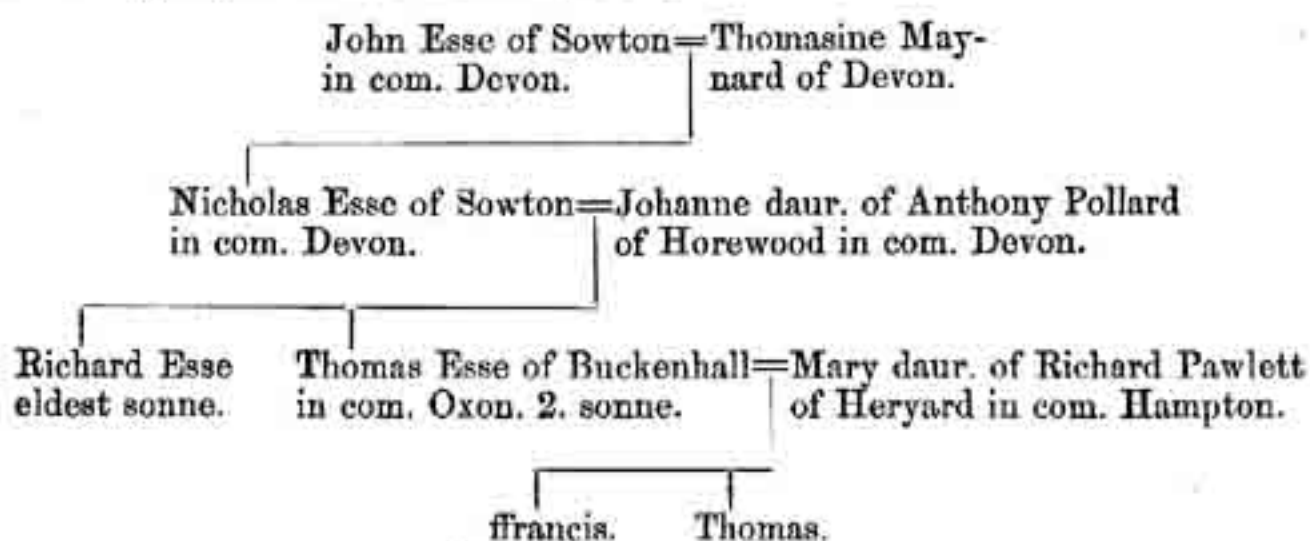 John Esse of Sowton=Thomasine May-
in com. Devon. nard of Devon.
Nicholas Esse of Sowton=Johanne daur. of Anthony Pollard
in com. Devon. of Horewood in com. Devon.
Richard Esse Thomas Esse of Buckenhall=Mary daur. of Richard Pawlett
eldest sonne. in com. Oxon. 2. sonne. of Heryard in com. Hampton.
ffrancis. Thomas.